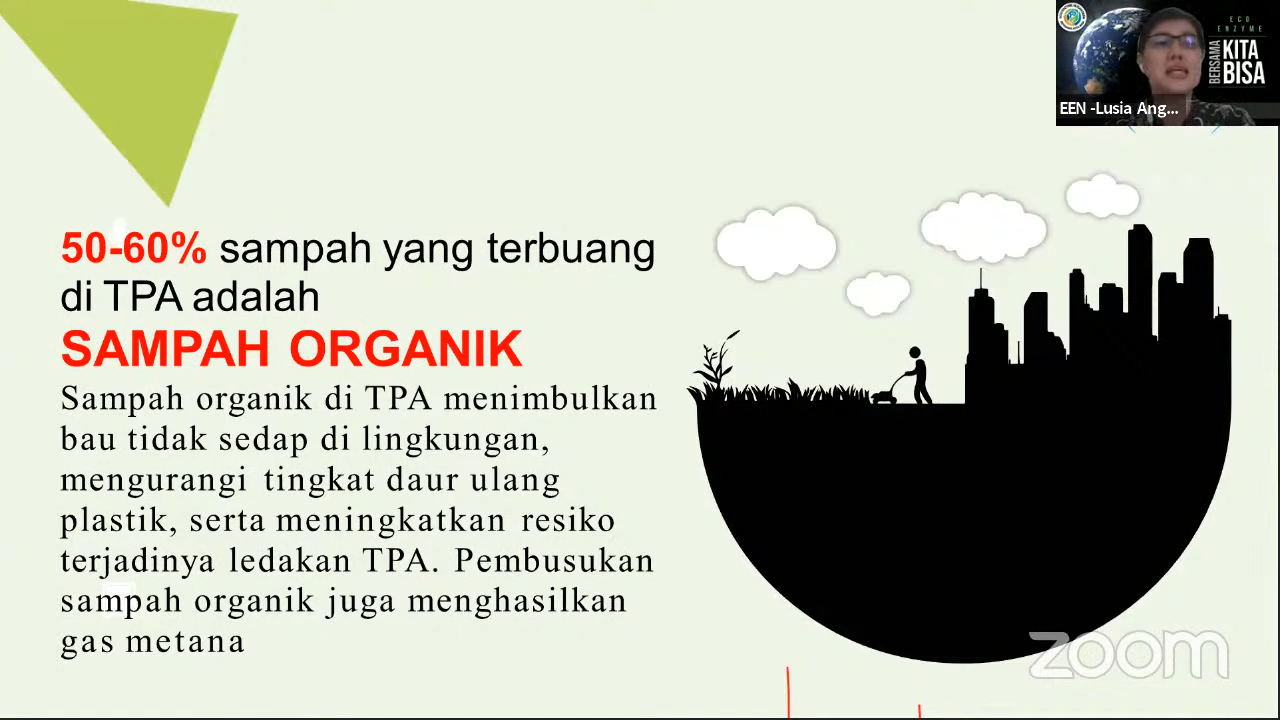 50-60% sampah yang terbuang
di TPA adalah
SAMPAH ORGANIK
Sampah organik di TPA menimbulkan
bau tidak sedap di lingkungan,
mengurangi tingkat daur ulang
plastik, serta meningkatkan resiko
terjadinya ledakan TPA. Pembusukan
sampah organik juga menghasilkan
gas metana
ECO
ENZYME
BERSAMA
KITA
BISA
EEN -Lusia Ang...
zoom